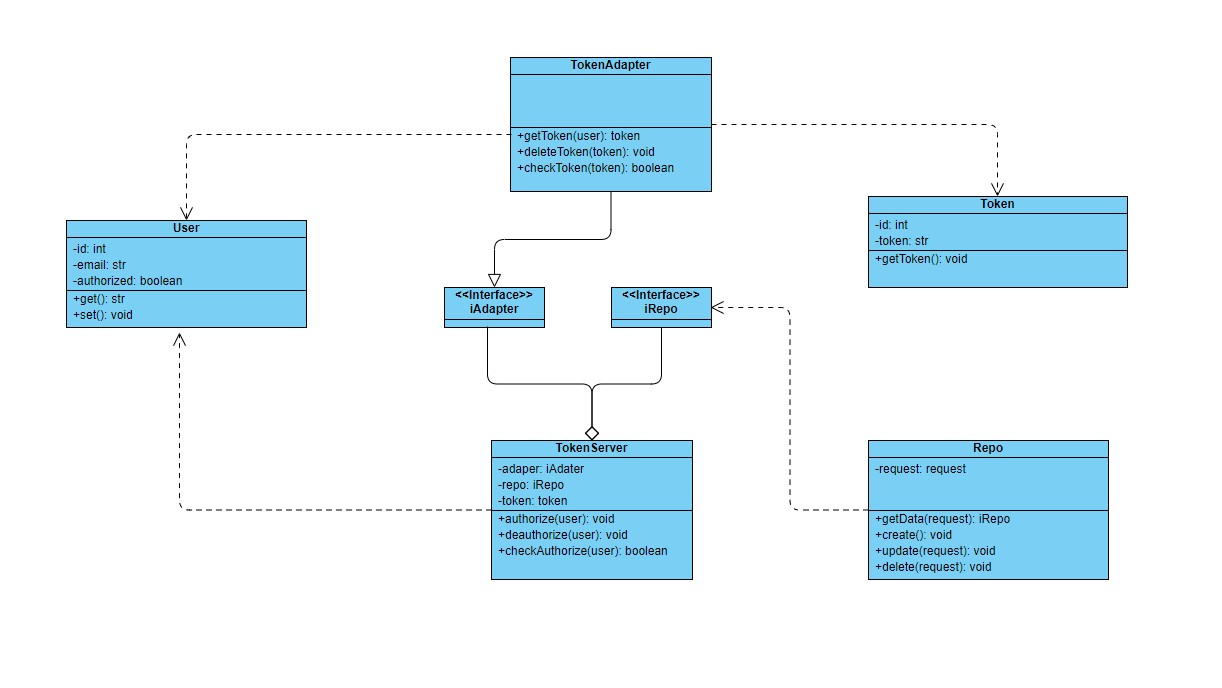 TokenAdapter
+getToken(user): token
+deleteToken(token): void
+checkToken(token): boolean
User
-id: int
-email: str
-authorized: boolean
+get(): str
+set(): void
Token
-id: int
-token: str
+getToken(): void
<<Interface>>
iAdapter
<<Interface>>
iRepo
TokenServer
-adaper: iAdater
-repo: iRepo
-token: token
+authorize(user): void
+deauthorize(user): void
+checkAuthorize(user): boolean
Repo
-request: request
+getData(request): iRepo
+create(): void
+update(request): void
+delete(request): void